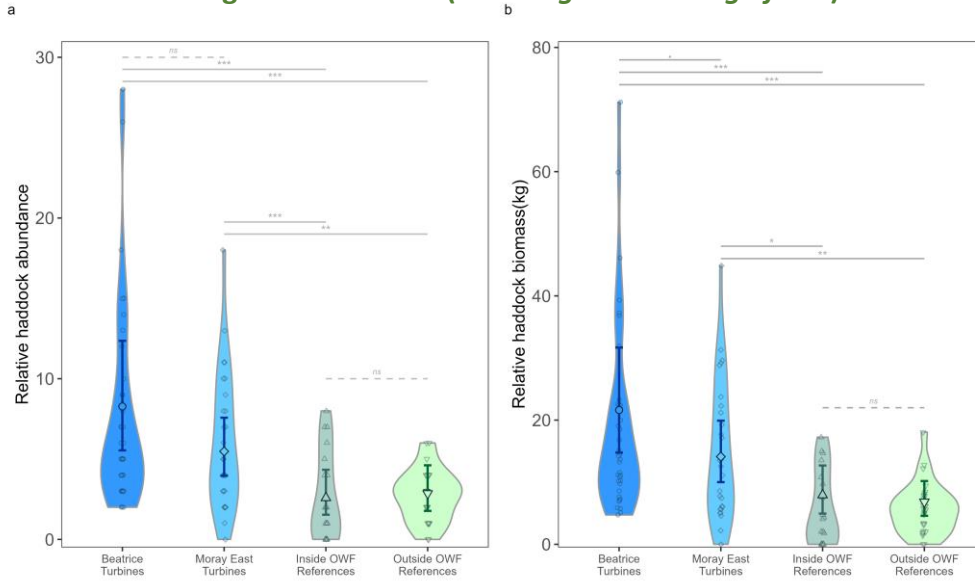 a
b
Relative haddock abundance
30
20
10
0
ns
***
***
***
**
ns
Beatrice
Turbines
Moray East
Turbines
Inside OWF
References
Outside OWF
References
Relative haddock biomass(kg)
80
60
40
20
0
*
***
***
*
**
ns
Beatrice
Turbines
Moray East
Turbines
Inside OWF
References
Outside OWF
References